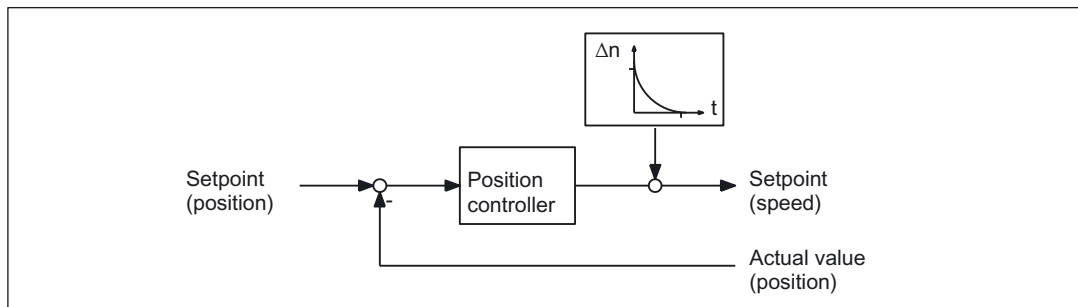 Δn
t
Setpoint
(position)
-
Position
controller
Setpoint
(speed)
Actual value
(position)